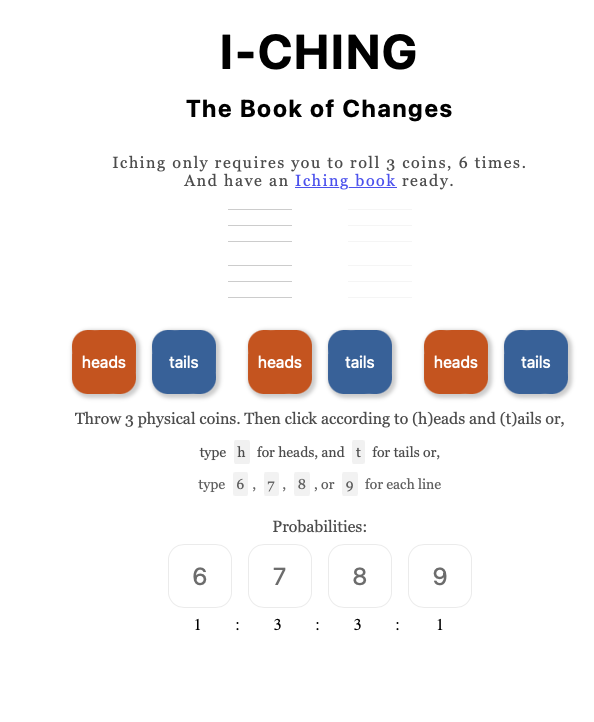 I-CHING
The Book of Changes
Iching only requires you to roll 3 coins, 6 times.
And have an Iching book ready.
heads tails heads tails heads tails
Throw 3 physical coins. Then click according to (h)eads and (t)ails or,
type h for heads, and t for tails or,
type 6 , 7 , 8 , or 9 for each line
Probabilities:
6 7 8 9
1 : 3 : 3 : 1